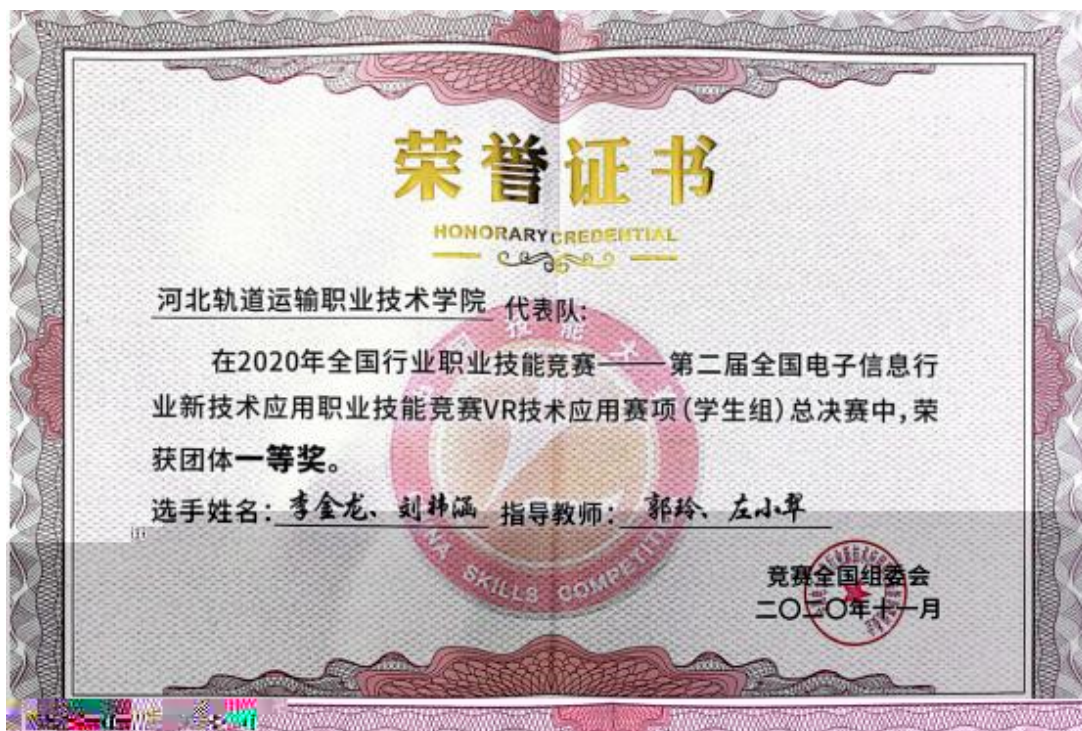 荣誉证书
HONORARY CREDENTIAL
河北轨道运输职业技术学院 代表队:
在2020年全国行业职业技能竞赛——第二届全国电子信息行
业新技术应用职业技能竞赛VR技术应用赛项(学生组)总决赛中,荣
获团体一等奖。
选手姓名:李金龙、刘祎涵 指导教师:郭玲、左小翠
SKILLS COMPETIT
竞赛全国组委会
二〇二〇年十一月